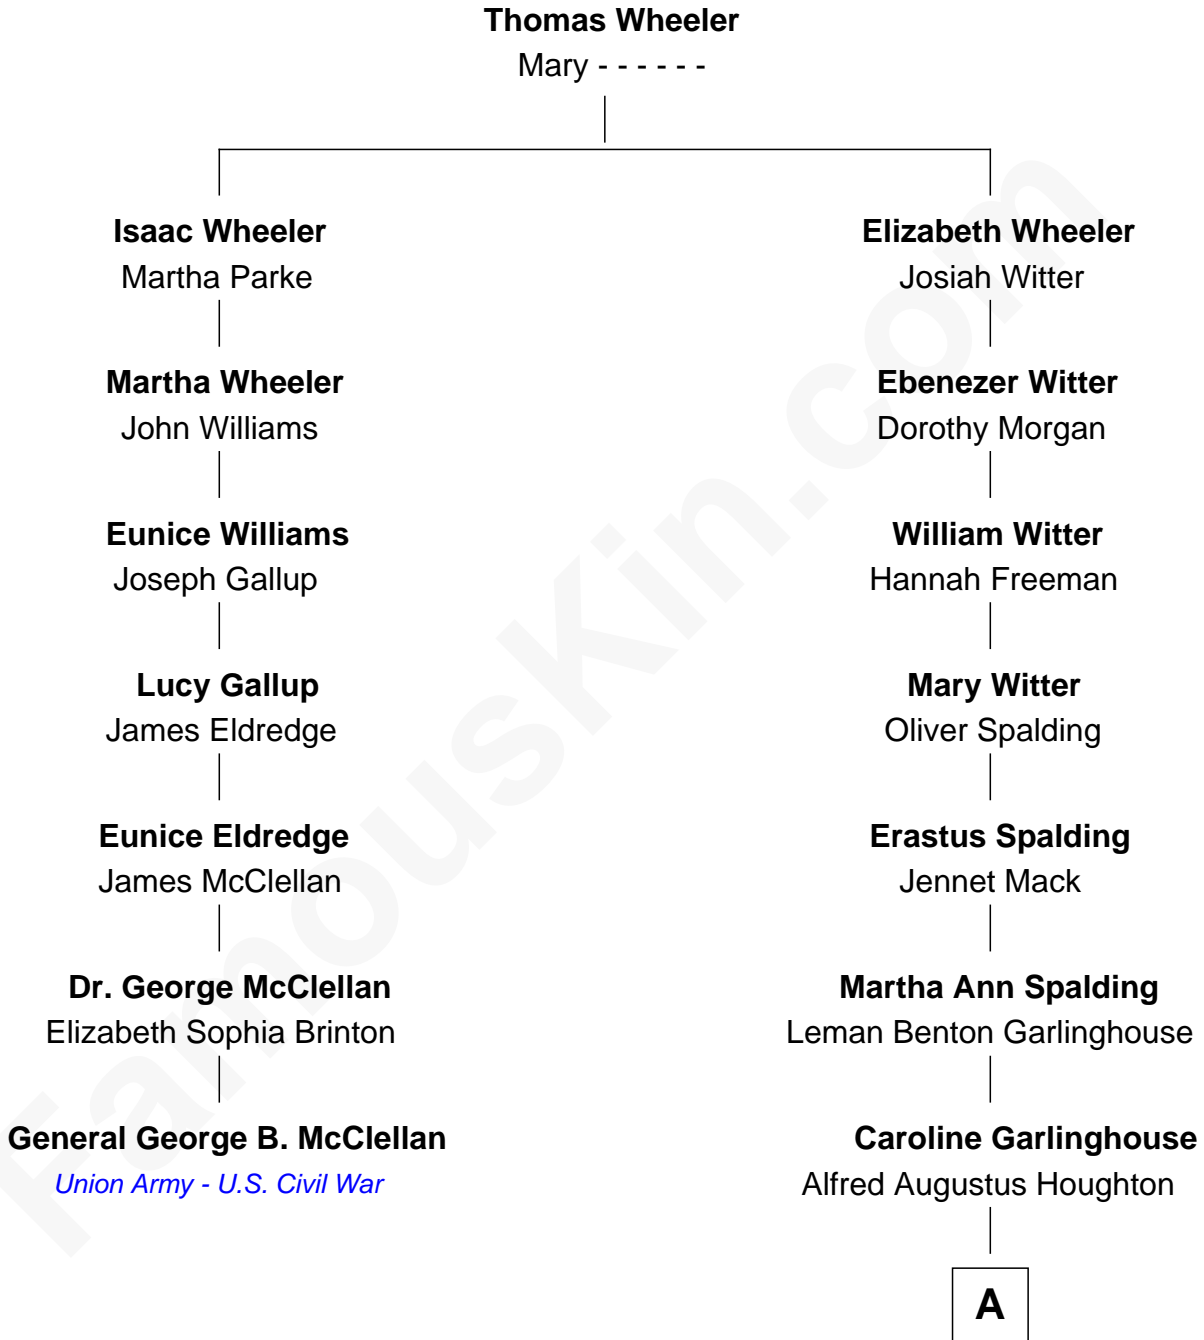 Thomas Wheeler
Mary - - - - - -
Isaac Wheeler
Martha Parke
Elizabeth Wheeler
Josiah Witter
Martha Wheeler
John Williams
Ebenezer Witter
Dorothy Morgan
Eunice Williams
Joseph Gallup
William Witter
Hannah Freeman
Lucy Gallup
James Eldredge
Mary Witter
Oliver Spalding
Eunice Eldredge
James McClellan
Erastus Spalding
Jennet Mack
Dr. George McClellan
Elizabeth Sophia Brinton
Martha Ann Spalding
Leman Benton Garlinghouse
General George B. McClellan
Union Army - U.S. Civil War
Caroline Garlinghouse
Alfred Augustus Houghton
A
FamousKin.com